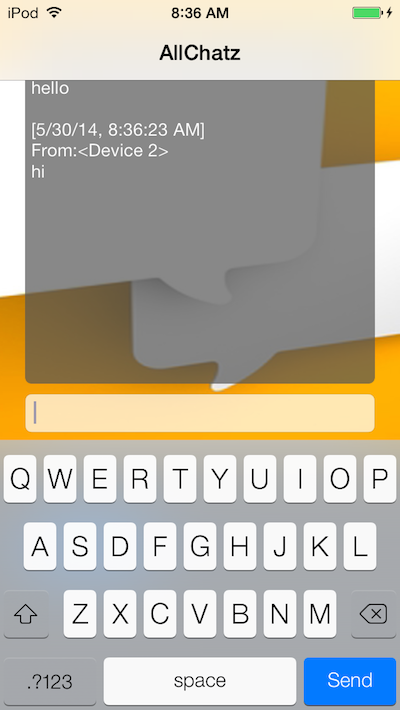 iPod 8:36 AM
AllChatz
hello
[5/30/14, 8:36:23 AM]
From:<Device 2>
hi
Q W E R T Y U I O P
A S D F G H J K L
Z X C V B N M
.?123 space Send